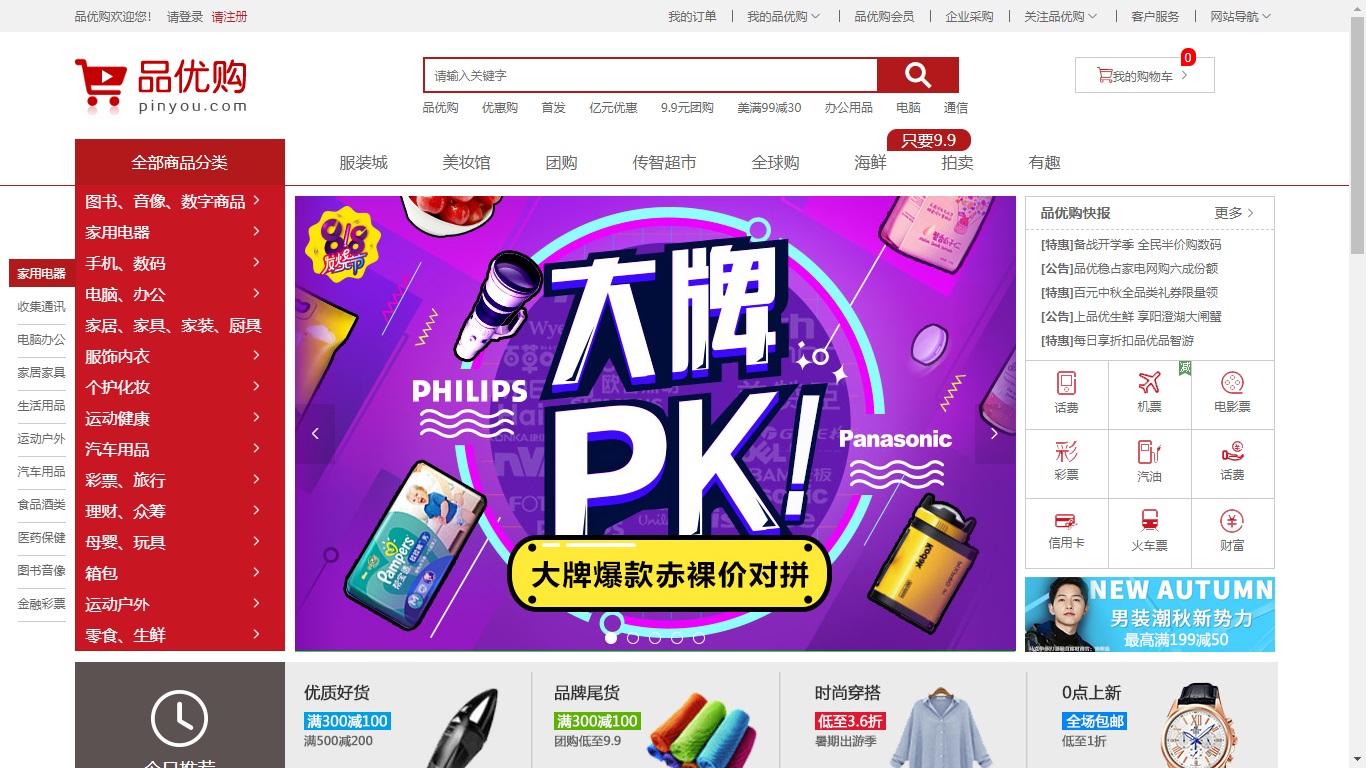 品优购欢迎您! 请登录 请注册
我的订单 我的品优购 品优购会员 企业采购 关注品优购 客户服务 网站导航
品优购
pinyou.com
请输入关键字
0
我的购物车
品优购 优惠购 首发 亿元优惠 9.9元团购 美满99减30 办公用品 电脑 通信
只要9.9
全部商品分类 服装城 美妆馆 团购 传智超市 全球购 海鲜 拍卖 有趣
家用电器
收集通讯
电脑办公
家居家具
生活用品
运动户外
汽车用品
食品酒类
医药保健
图书音像
金融彩票
图书、音像、数字商品
家用电器
手机、数码
电脑、办公
家居、家具、家装、厨具
服饰内衣
个护化妆
运动健康
汽车用品
彩票、旅行
理财、众筹
母婴、玩具
箱包
运动户外
零食、生鲜
8.8
发烧节
大牌
PK!
PHILIPS
Panasonic
Pampers
Kodak
大牌爆款赤裸价对拼
品优购快报 更多
[特惠]备战开学季 全民半价购数码
[公告]品优稳占家电网购六成份额
[特惠]百元中秋全品类礼券限量领
[公告]上品优生鲜 享阳澄湖大闸蟹
[特惠]每日享折扣品优品智游
减
话费 机票 电影票
彩票 汽油 话费
信用卡 火车票 财富
NEW AUTUMN
男装潮秋新势力
最高满199减50
今日推荐
优质好货
满300减100
满500减200
品牌尾货
满300减100
团购低至9.9
时尚穿搭
低至3.6折
暑期出游季
0点上新
全场包邮
低至1折